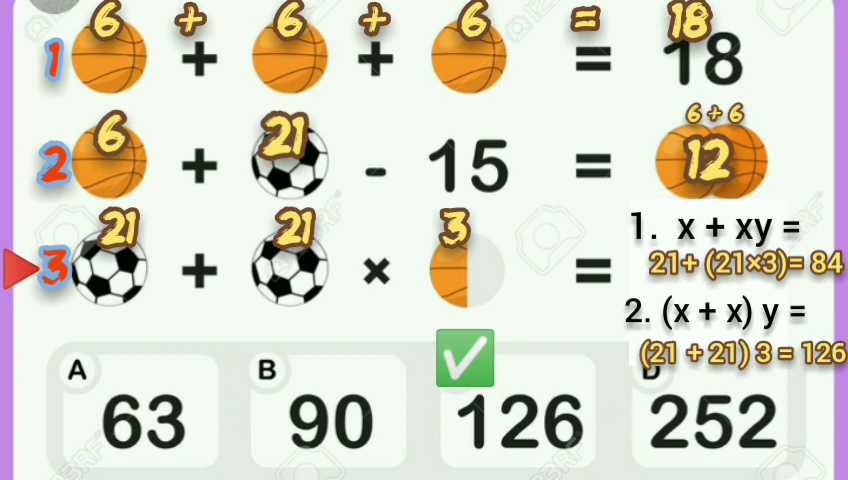 6 + 6 + 6 = 18
1 + + = 18
6 21 6 + 6
2 + - 15 = 12
21 21 3
3 + × =
1. x + xy =
21+ (21×3)= 84
2. (x + x) y =
(21 + 21) 3 = 126
A B D
63 90 126 252